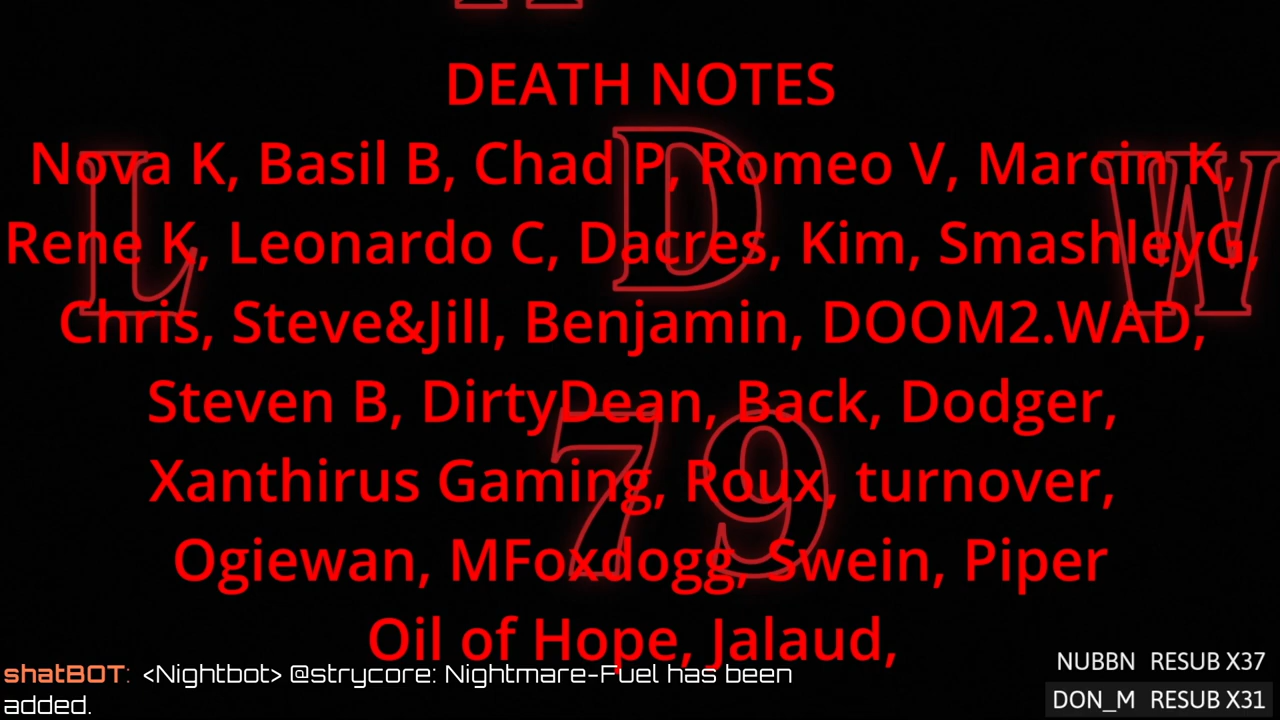 DEATH NOTES
Nova K, Basil B, Chad P, Romeo V, Marcin K,
Rene K, Leonardo C, Dacres, Kim, SmashleyG,
Chris, Steve&Jill, Benjamin, DOOM2.WAD,
Steven B, DirtyDean, Back, Dodger,
Xanthirus Gaming, Roux, turnover,
Ogiewan, MFoxdogg, Swein, Piper
Oil of Hope, Jalaud,
L D W
79
shatBOT: <Nightbot> @strycore: Nightmare-Fuel has been
added.
NUBBN RESUB X37
DON_M RESUB X31